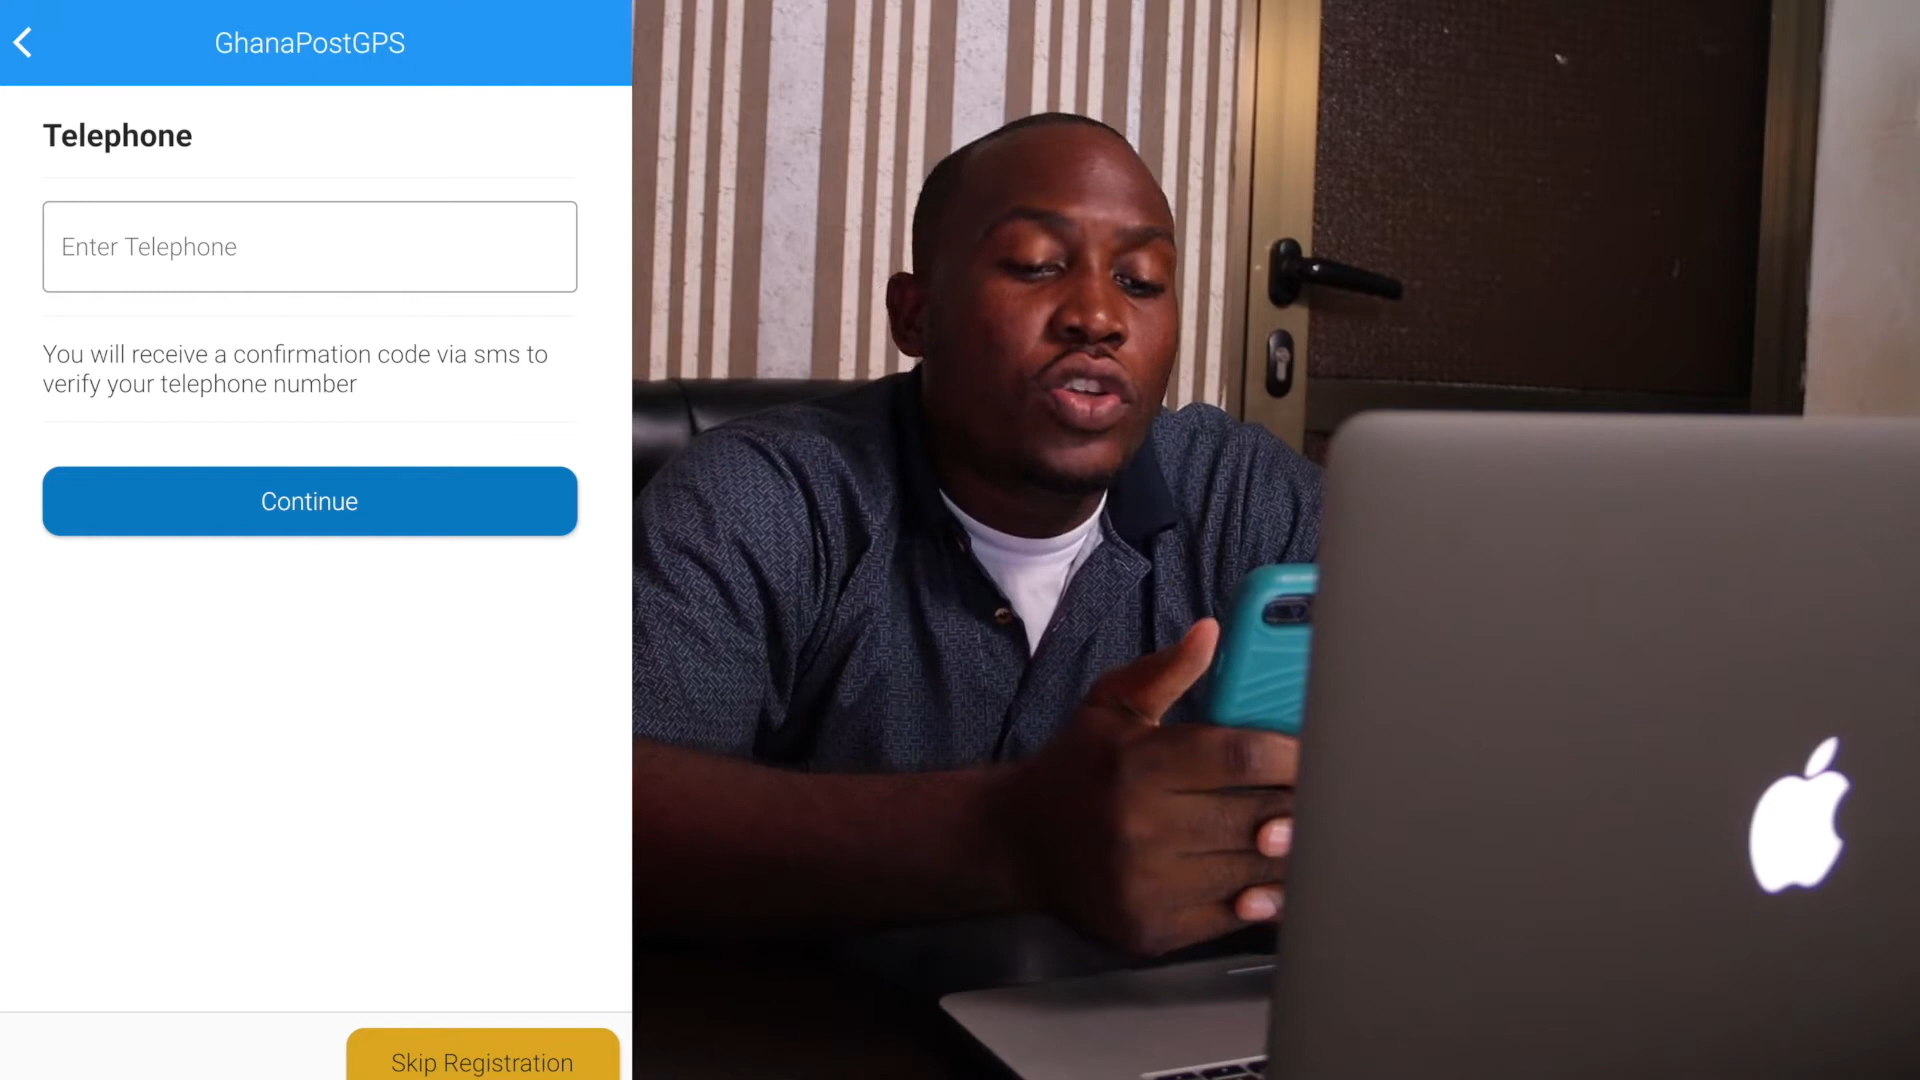 GhanaPostGPS
Telephone
Enter Telephone
You will receive a confirmation code via sms to
verify your telephone number
Continue
Skip Registration